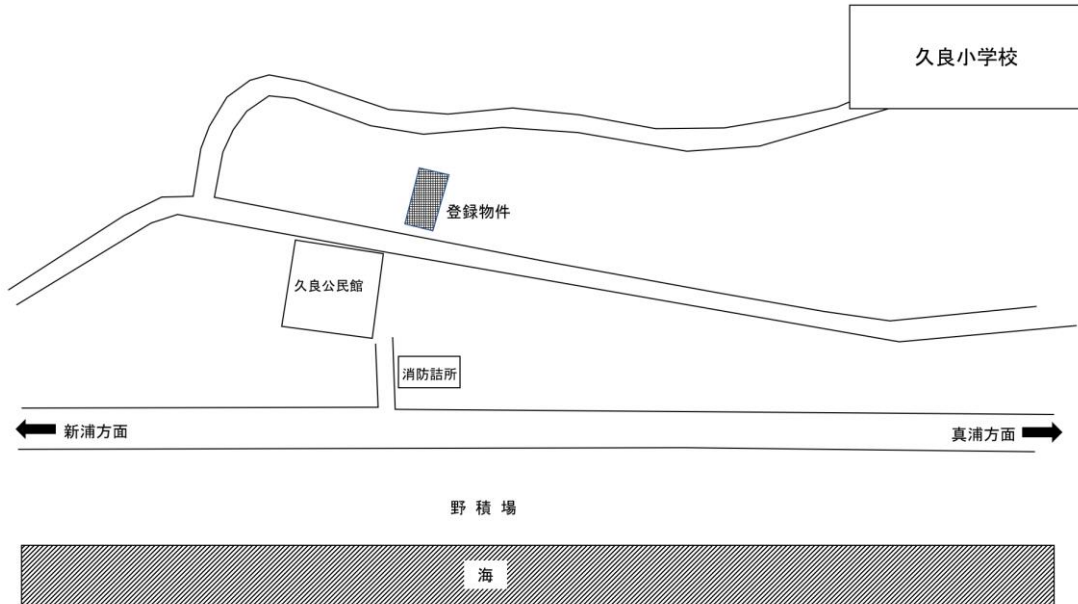 久良小学校
登録物件
久良公民館
消防詰所
新浦方面
真浦方面
野 積 場
海